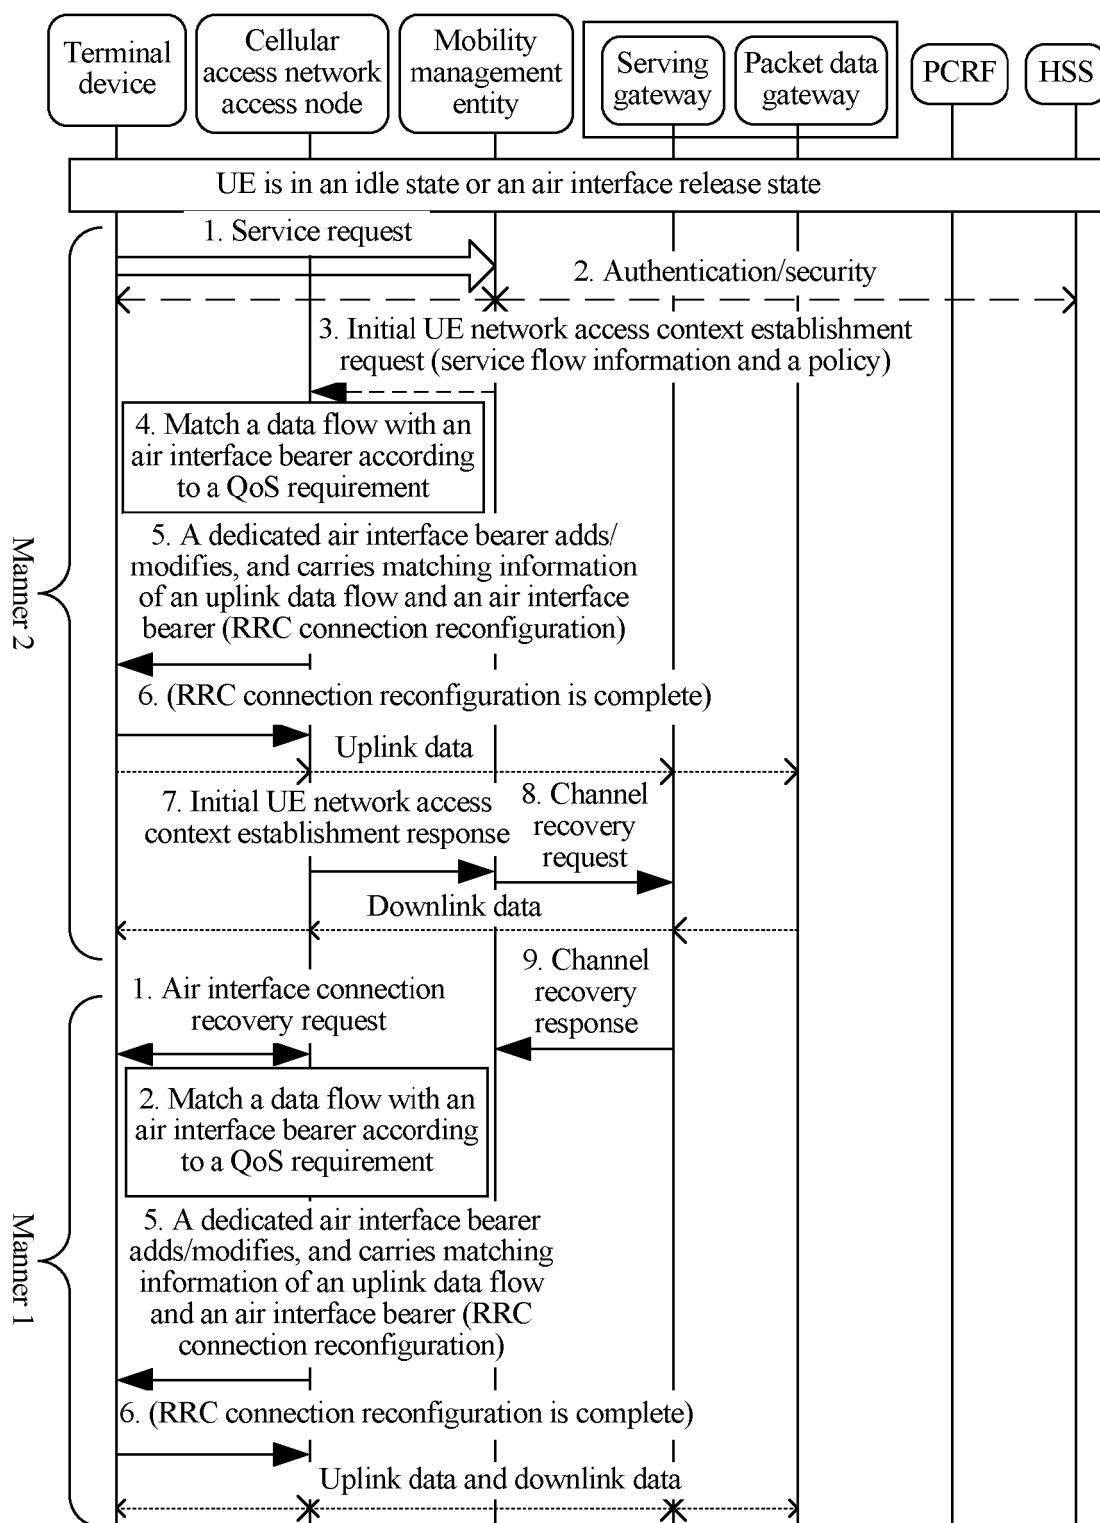 Terminal
device
Cellular
access network
access node
Mobility
management
entity
Serving
gateway
Packet data
gateway
PCRF
HSS
UE is in an idle state or an air interface release state
Manner 2
1. Service request
2. Authentication/security
3. Initial UE network access context establishment
request (service flow information and a policy)
4. Match a data flow with an
air interface bearer according
to a QoS requirement
5. A dedicated air interface bearer adds/
modifies, and carries matching information
of an uplink data flow and an air interface
bearer (RRC connection reconfiguration)
6. (RRC connection reconfiguration is complete)
Uplink data
7. Initial UE network access
context establishment response
8. Channel
recovery
request
Downlink data
9. Channel
recovery
response
Manner 1
1. Air interface connection
recovery request
2. Match a data flow with an
air interface bearer according
to a QoS requirement
5. A dedicated air interface bearer
adds/modifies, and carries matching
information of an uplink data flow
and an air interface bearer (RRC
connection reconfiguration)
6. (RRC connection reconfiguration is complete)
Uplink data and downlink data